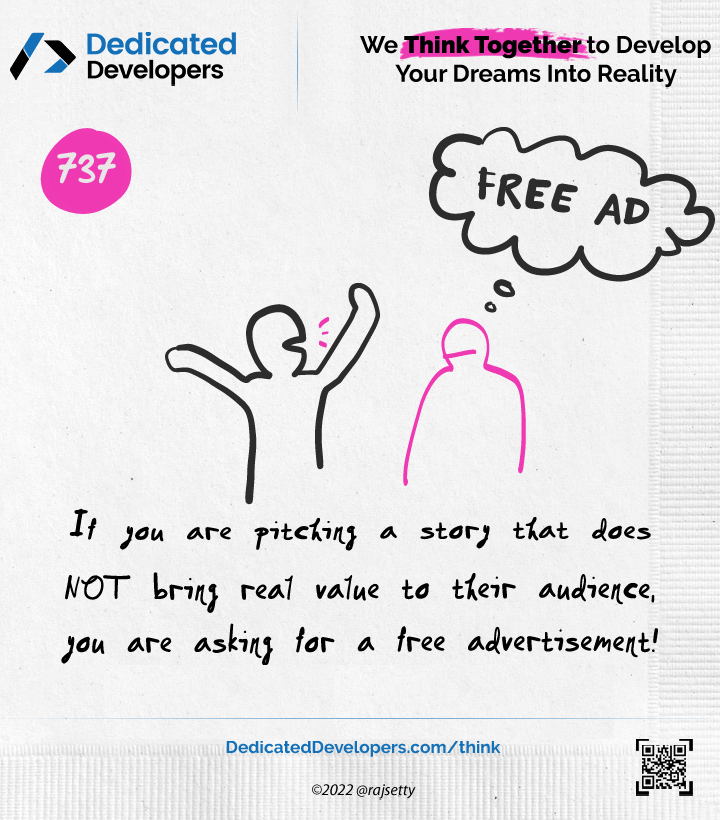 Dedicated
Developers
We Think Together to Develop
Your Dreams Into Reality
737
FREE AD
If you are pitching a story that does
NOT bring real value to their audience,
you are asking for a free advertisement!
DedicatedDevelopers.com/think
©2022 @rajsetty